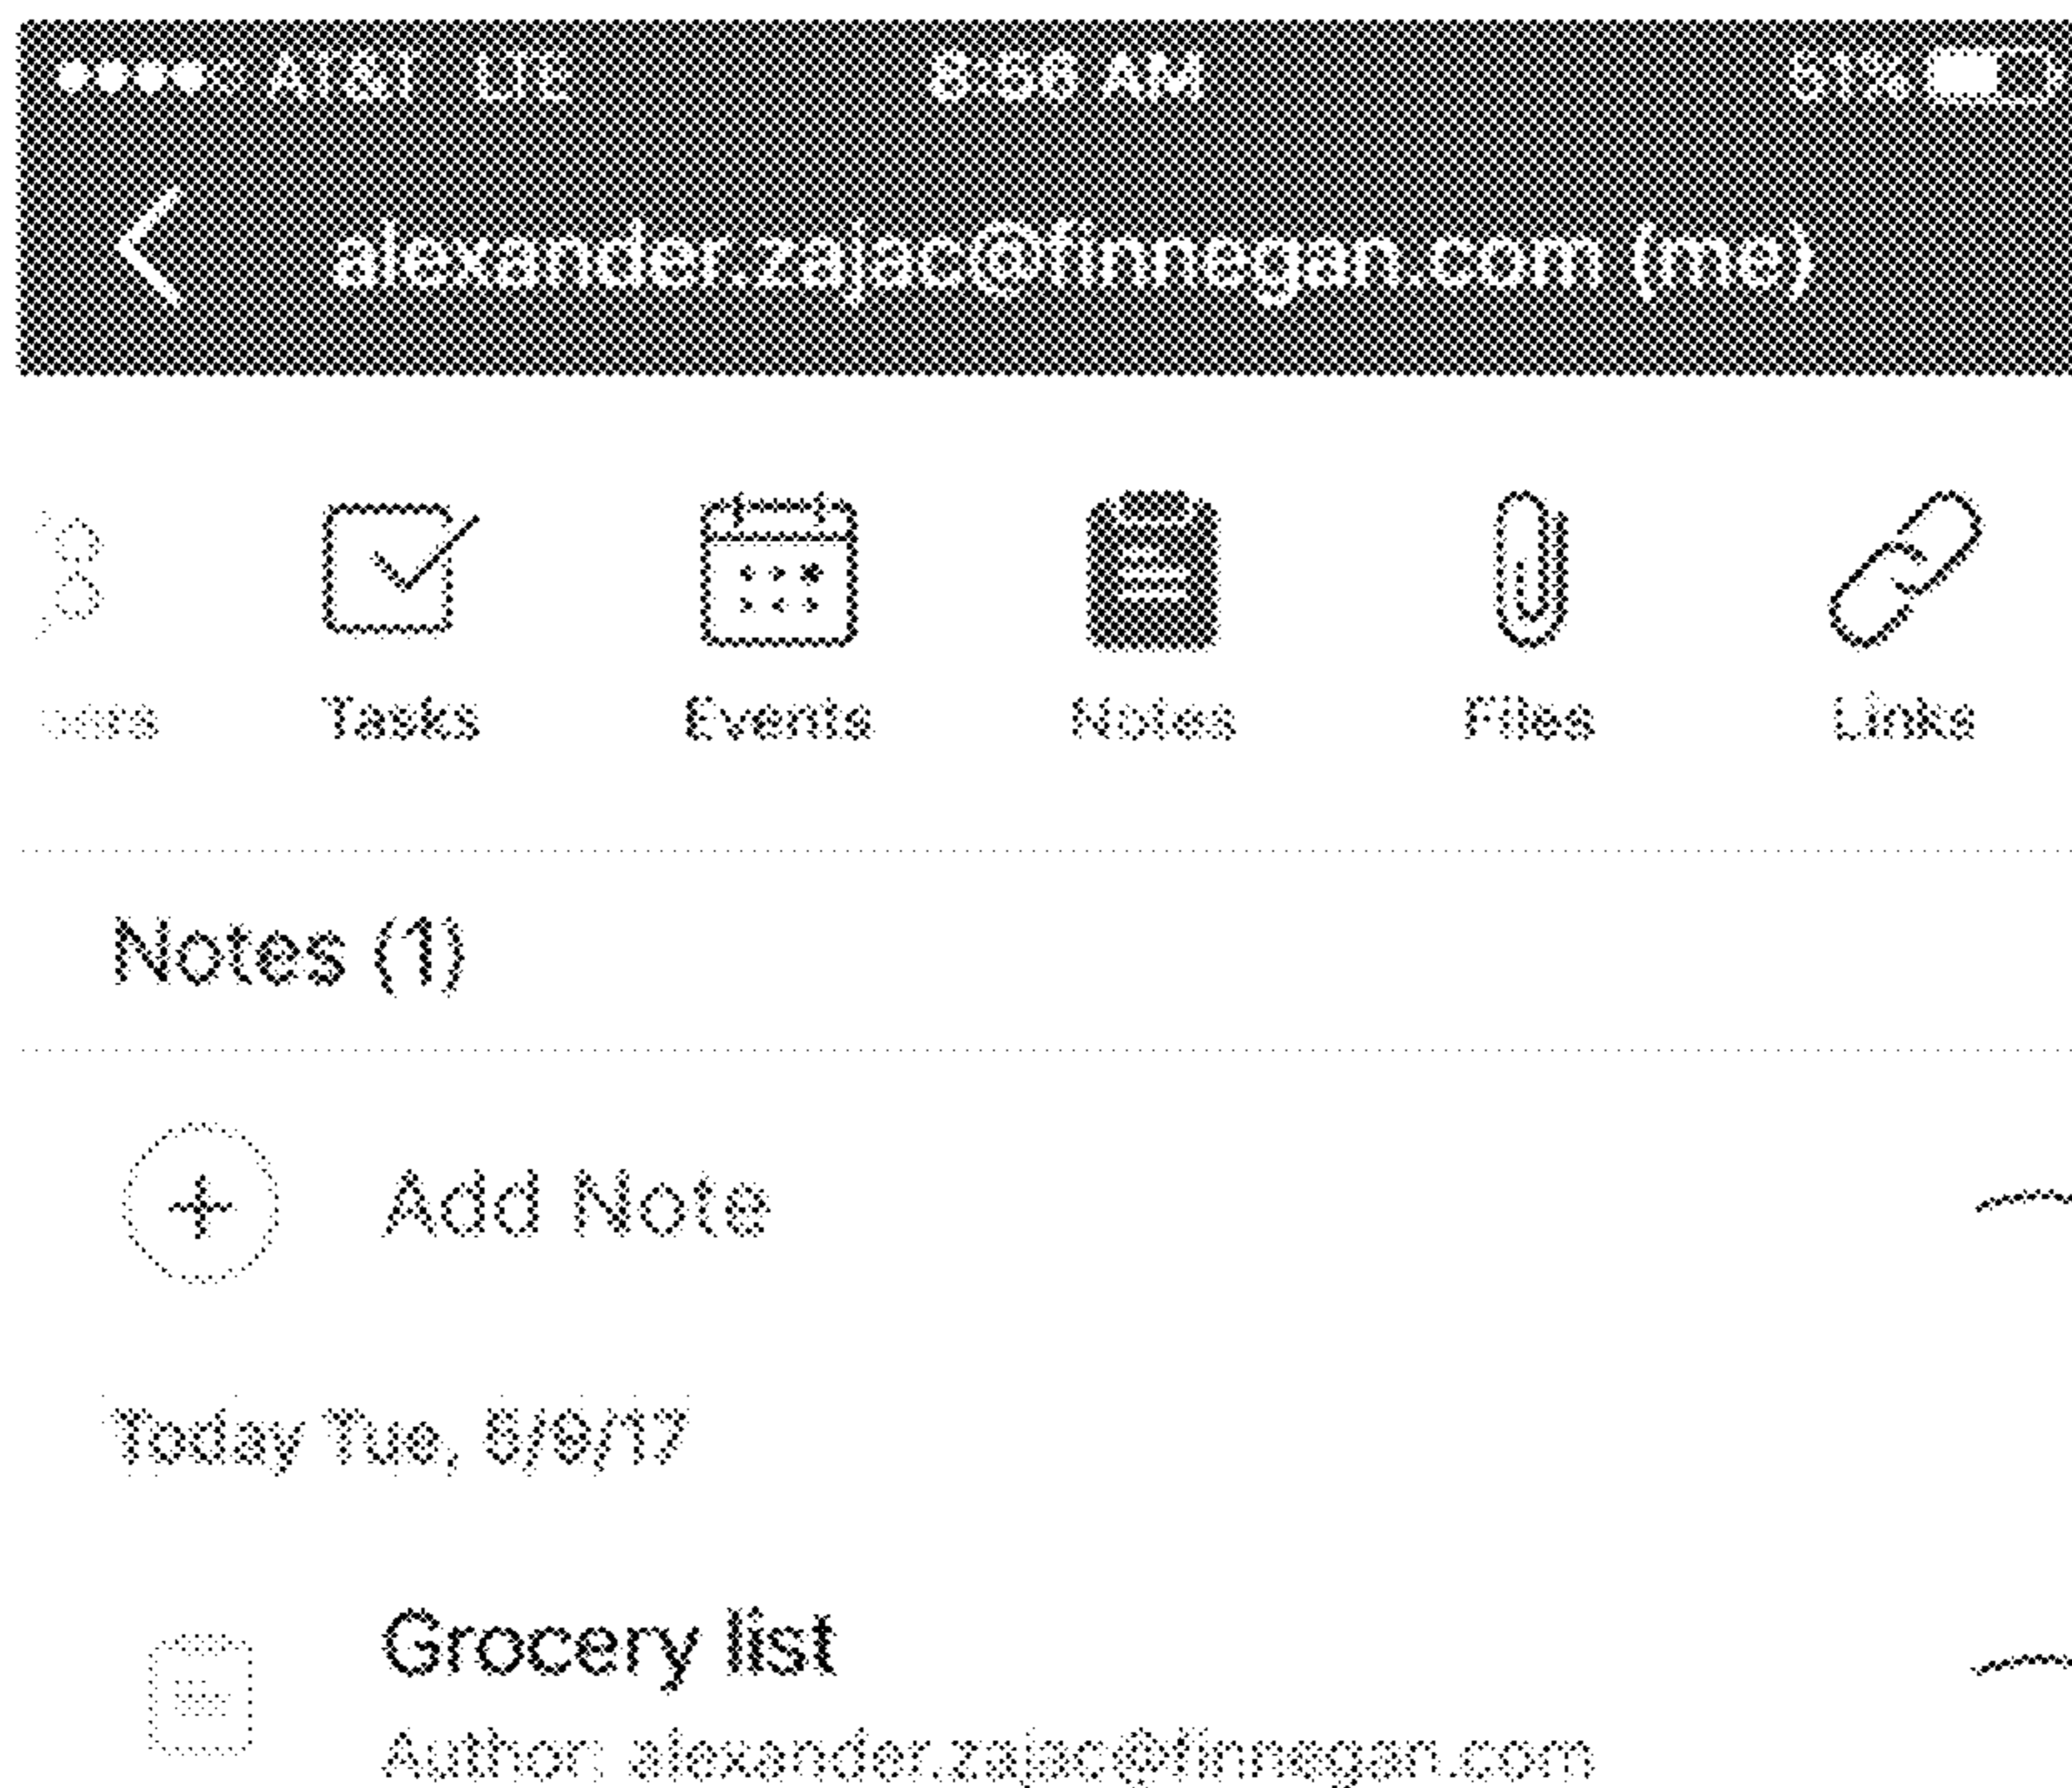 AT&T LTE 8:56 AM 51%
alexander.zajac@finnegan.com (me)
Tasks Events Notes Files Links
Notes (1)
Add Note
Today Tue, 5/9/17
Grocery list
Author: alexander.zajac@finnegan.com